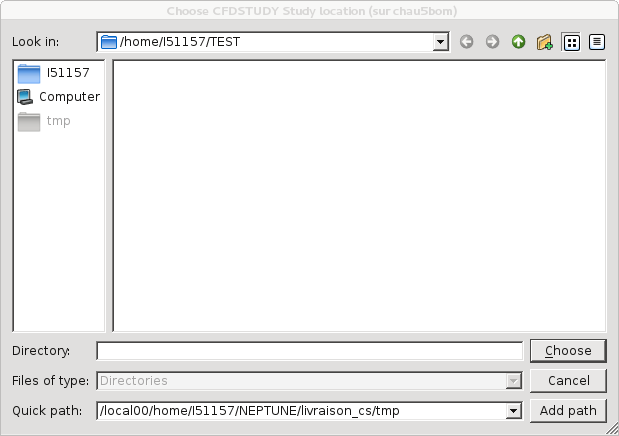 Choose CFDSTUDY Study location (sur chau5bom)
Look in: /home/I51157/TEST
I51157
Computer
tmp
Directory: Choose
Files of type: Directories Cancel
Quick path: /local00/home/I51157/NEPTUNE/livraison_cs/tmp Add path